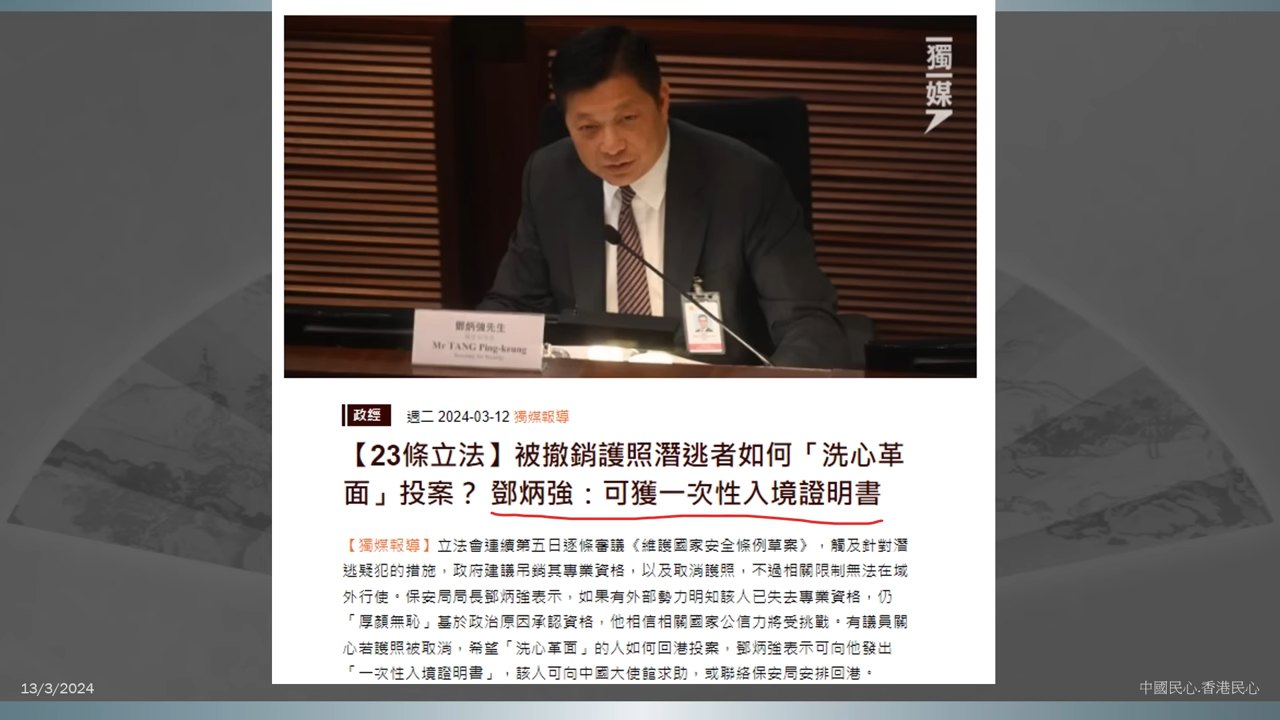 獨
媒
鄧炳強先生
Mr TANG Ping-keung
Secretary for Security
政經
週二 2024-03-12 獨媒報導
【23條立法】被撤銷護照潛逃者如何「洗心革
面」投案? 鄧炳強:可獲一次性入境證明書
【獨媒報導】立法會連續第五日逐條審議《維護國家安全條例草案》,觸及針對潛
逃疑犯的措施,政府建議吊銷其專業資格,以及取消護照,不過相關限制無法在域
外行使。保安局局長鄧炳強表示,如果有外部勢力明知該人已失去專業資格,仍
「厚顏無恥」基於政治原因承認資格,他相信相關國家公信力將受挑戰。有議員關
心若護照被取消,希望「洗心革面」的人如何回港投案,鄧炳強表示可向他發出
「一次性入境證明書」,該人可向中國大使館求助,或聯絡保安局安排回港。
13/3/2024
中國民心.香港民心